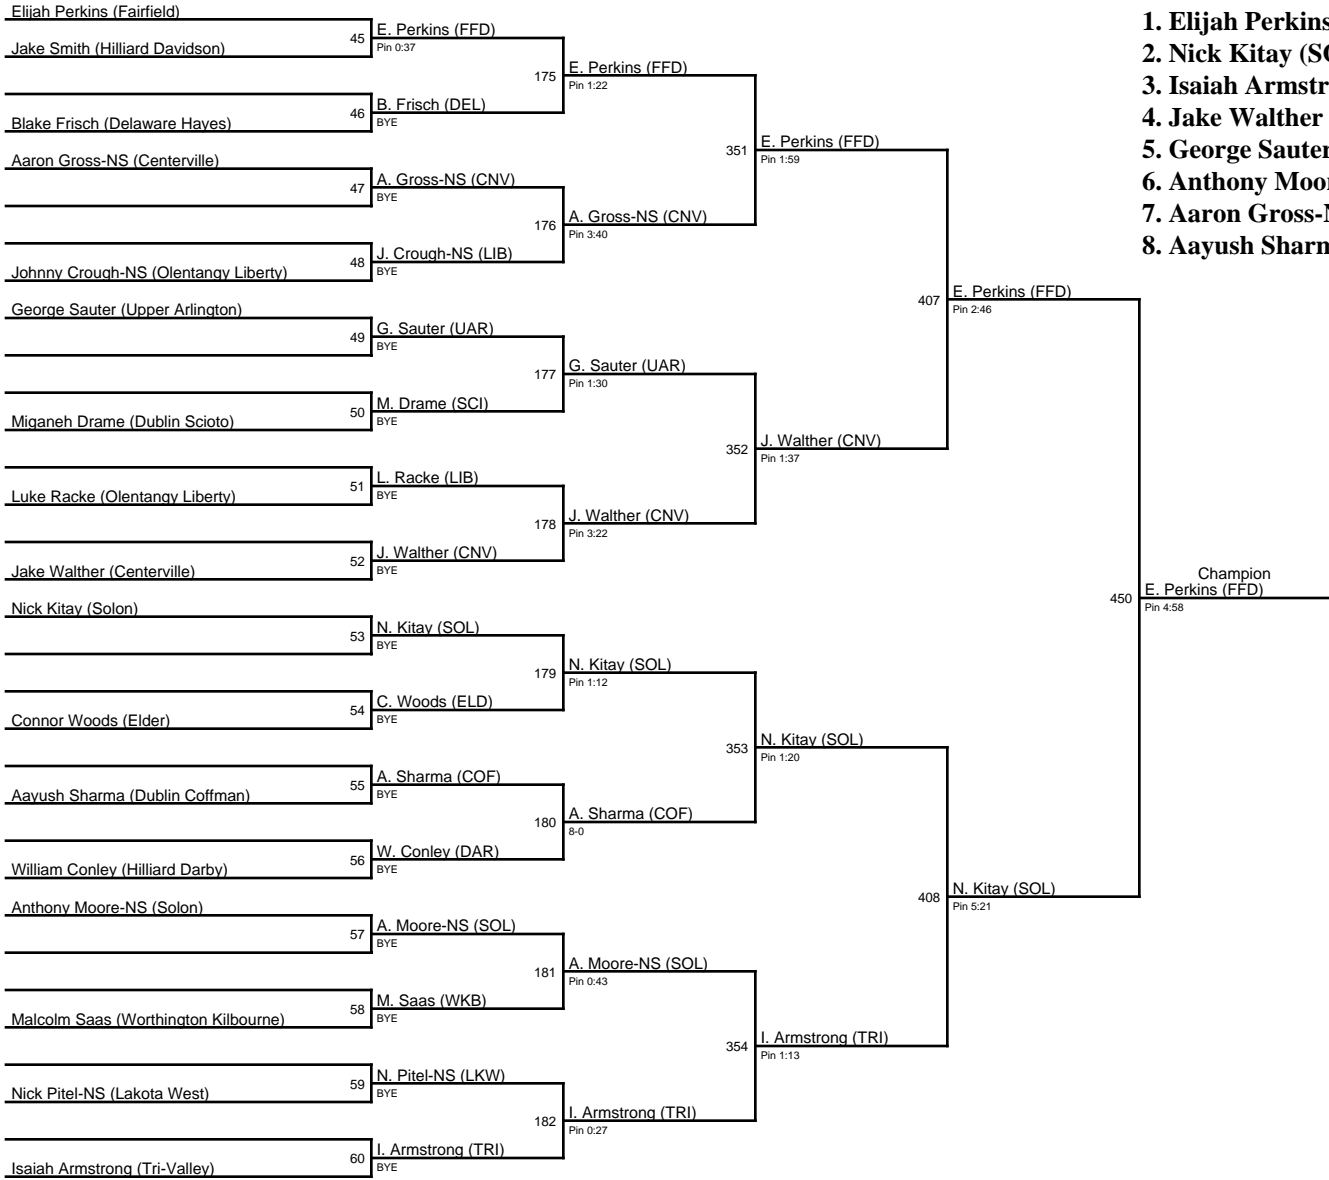 Elijah Perkins (Fairfield)
45
Jake Smith (Hilliard Davidson)
E. Perkins (FFD)
Pin 0:37
175
46
Blake Frisch (Delaware Hayes)
B. Frisch (DEL)
BYE
E. Perkins (FFD)
Pin 1:22
Aaron Gross-NS (Centerville)
47
A. Gross-NS (CNV)
BYE
176
48
Johnny Crough-NS (Olentangy Liberty)
J. Crough-NS (LIB)
BYE
A. Gross-NS (CNV)
Pin 3:40
351
E. Perkins (FFD)
Pin 1:59
George Sauter (Upper Arlington)
49
G. Sauter (UAR)
BYE
177
50
Miganeh Drame (Dublin Scioto)
M. Drame (SCI)
BYE
G. Sauter (UAR)
Pin 1:30
51
Luke Racke (Olentangy Liberty)
L. Racke (LIB)
BYE
178
52
Jake Walther (Centerville)
J. Walther (CNV)
BYE
J. Walther (CNV)
Pin 3:22
352
J. Walther (CNV)
Pin 1:37
407
E. Perkins (FFD)
Pin 2:46
Nick Kitay (Solon)
53
N. Kitay (SOL)
BYE
179
54
Connor Woods (Elder)
C. Woods (ELD)
BYE
N. Kitay (SOL)
Pin 1:12
55
Aayush Sharma (Dublin Coffman)
A. Sharma (COF)
BYE
180
56
William Conley (Hilliard Darby)
W. Conley (DAR)
BYE
A. Sharma (COF)
8-0
353
N. Kitay (SOL)
Pin 1:20
Anthony Moore-NS (Solon)
57
A. Moore-NS (SOL)
BYE
181
58
Malcolm Saas (Worthington Kilbourne)
M. Saas (WKB)
BYE
A. Moore-NS (SOL)
Pin 0:43
59
Nick Pitel-NS (Lakota West)
N. Pitel-NS (LKW)
BYE
182
60
Isaiah Armstrong (Tri-Valley)
I. Armstrong (TRI)
BYE
I. Armstrong (TRI)
Pin 0:27
354
I. Armstrong (TRI)
Pin 1:13
408
N. Kitay (SOL)
Pin 5:21
450
Champion
E. Perkins (FFD)
Pin 4:58
1. Elijah Perkins
2. Nick Kitay (SO
3. Isaiah Armstr
4. Jake Walther
5. George Sauter
6. Anthony Moor
7. Aaron Gross-N
8. Aayush Sharm